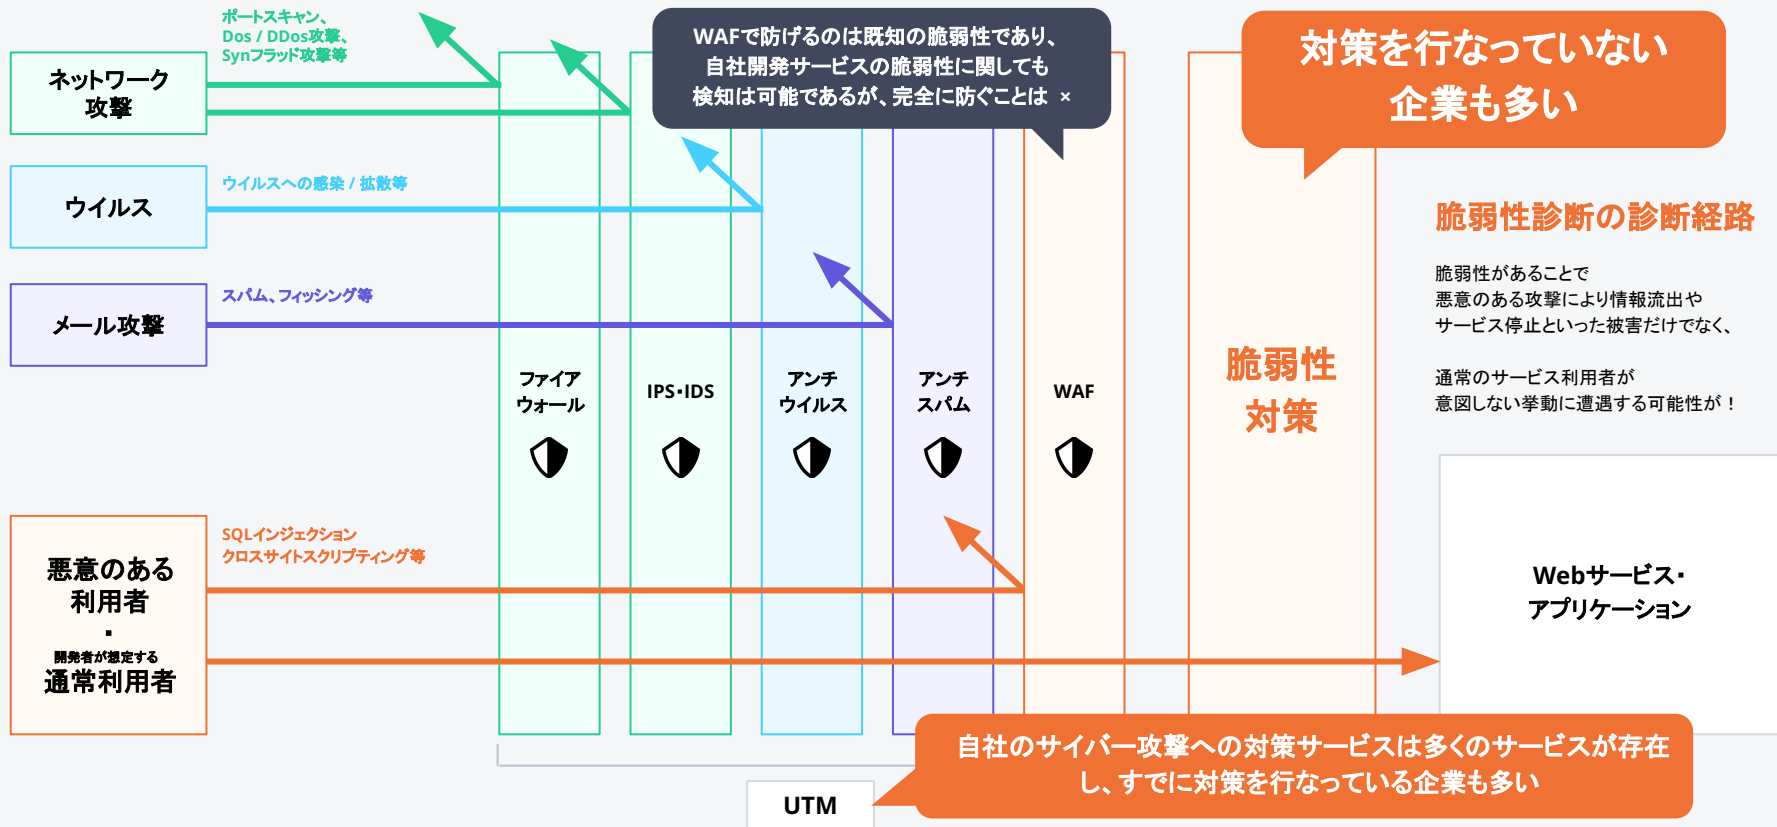 ポートスキャン、
Dos / DDos攻撃、
Synフラッド攻撃等
ネットワーク
攻撃
WAFで防げるのは既知の脆弱性であり、
自社開発サービスの脆弱性に関しても
検知は可能であるが、完全に防ぐことは ×
対策を行なっていない
企業も多い
ウイルス
ウイルスへの感染 / 拡散等
脆弱性診断の診断経路
脆弱性があることで
悪意のある攻撃により情報流出や
サービス停止といった被害だけでなく、
通常のサービス利用者が
意図しない挙動に遭遇する可能性が！
メール攻撃
スパム、フィッシング等
ファイア
ウォール
IPS・IDS
アンチ
ウイルス
アンチ
スパム
WAF
脆弱性
対策
SQLインジェクション
クロスサイトスクリプティング等
悪意のある
利用者
・
開発者が想定する
通常利用者
Webサービス・
アプリケーション
自社のサイバー攻撃への対策サービスは多くのサービスが存在
し、すでに対策を行なっている企業も多い
UTM